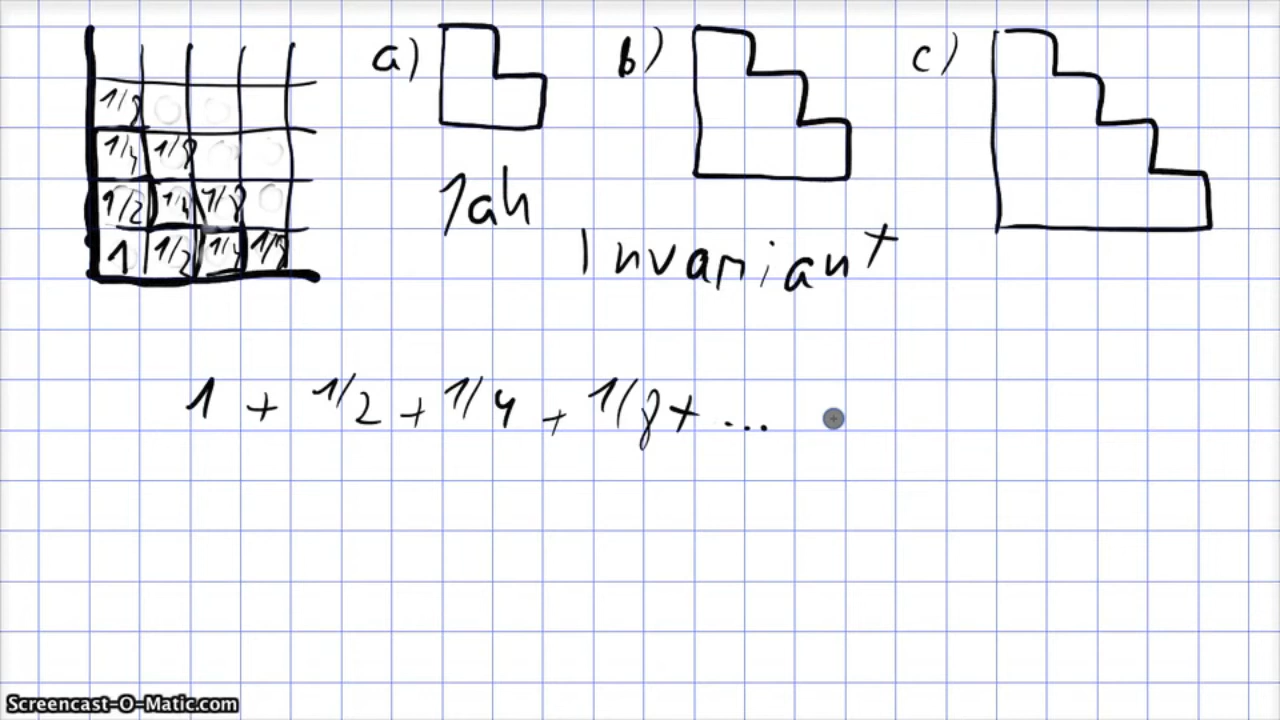 a) b) c)
1/8
1/4 1/8
1/2 1/4 1/8
1 1/2 1/4 1/8
Jah
Invariant
1 + 1/2 + 1/4 + 1/8 + ...
Screencast-O-Matic.com